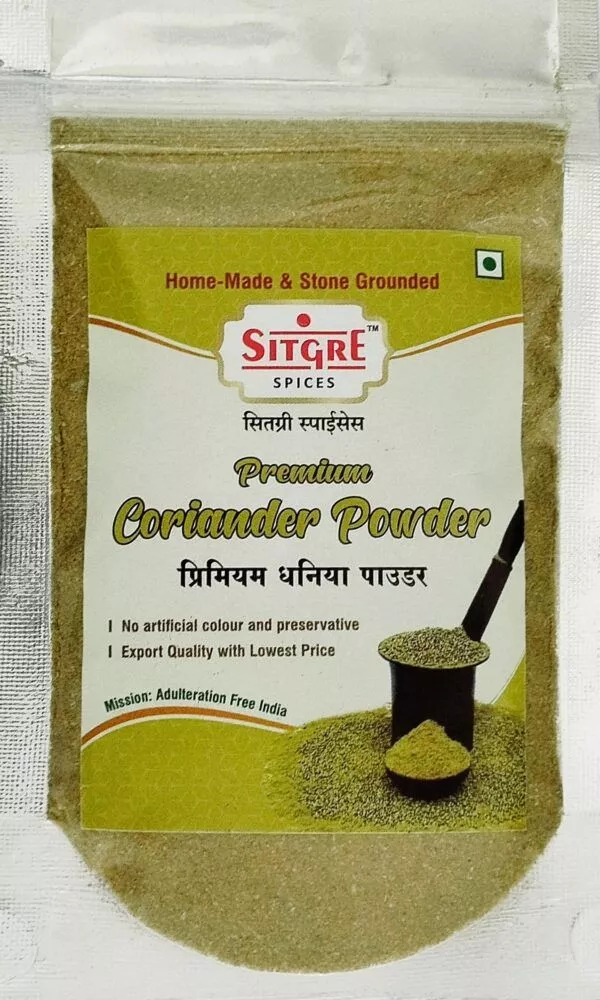 Home-Made & Stone Grounded
SITGRE™
SPICES
सितग्री स्पाईसेस
Premium
Coriander Powder
प्रिमियम धनिया पाउडर
I No artificial colour and preservative
I Export Quality with Lowest Price
Mission: Adulteration Free India